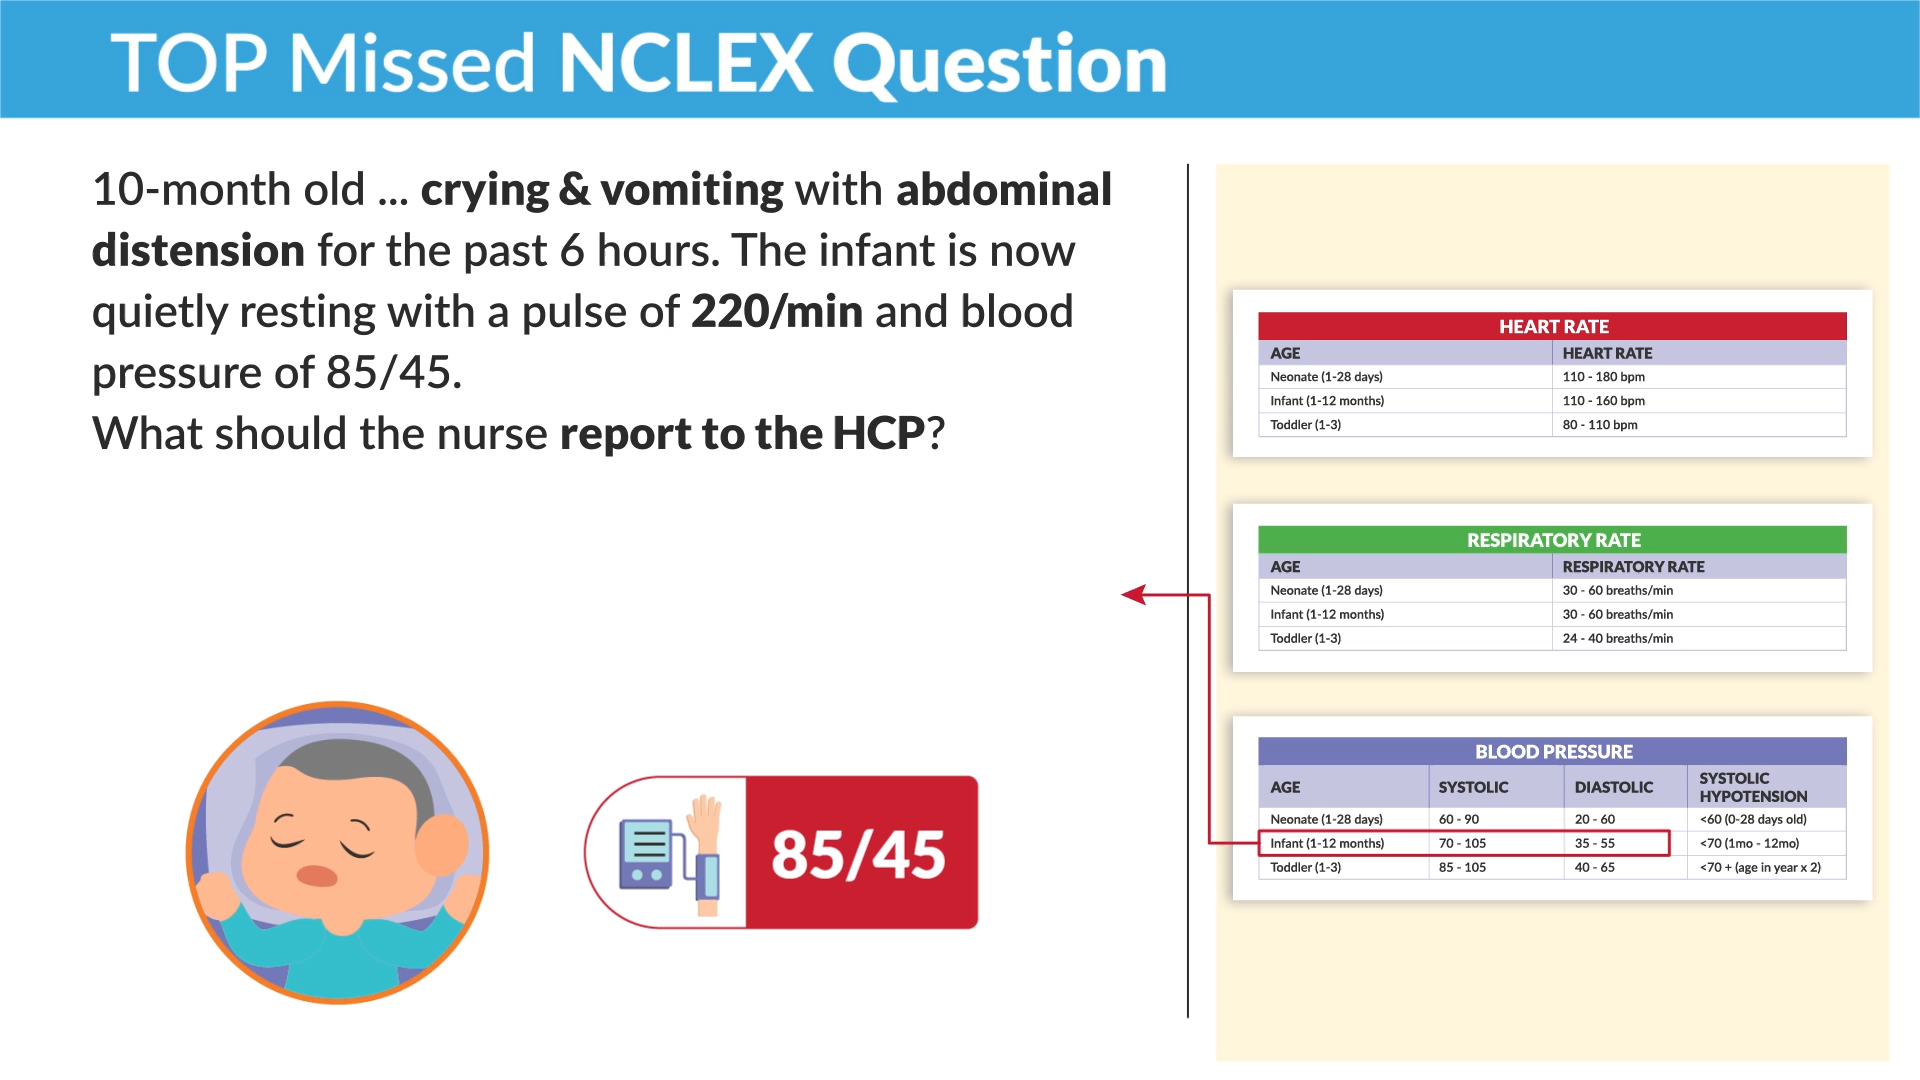 TOP Missed NCLEX Question
10-month old ... crying & vomiting with abdominal
distension for the past 6 hours. The infant is now
quietly resting with a pulse of 220/min and blood
pressure of 85/45.
What should the nurse report to the HCP?
85/45
HEART RATE
AGE HEART RATE
Neonate (1-28 days) 110 - 180 bpm
Infant (1-12 months) 110 - 160 bpm
Toddler (1-3) 80 - 110 bpm
RESPIRATORY RATE
AGE RESPIRATORY RATE
Neonate (1-28 days) 30 - 60 breaths/min
Infant (1-12 months) 30 - 60 breaths/min
Toddler (1-3) 24 - 40 breaths/min
BLOOD PRESSURE
AGE SYSTOLIC DIASTOLIC SYSTOLIC
HYPOTENSION
Neonate (1-28 days) 60 - 90 20 - 60 <60 (0-28 days old)
Infant (1-12 months) 70 - 105 35 - 55 <70 (1mo - 12mo)
Toddler (1-3) 85 - 105 40 - 65 <70 + (age in year x 2)